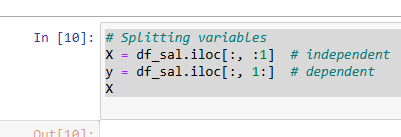 In [10]: # Splitting variables
X = df_sal.iloc[:, :1]  # independent
y = df_sal.iloc[:, 1:]  # dependent
X
Out[10]: